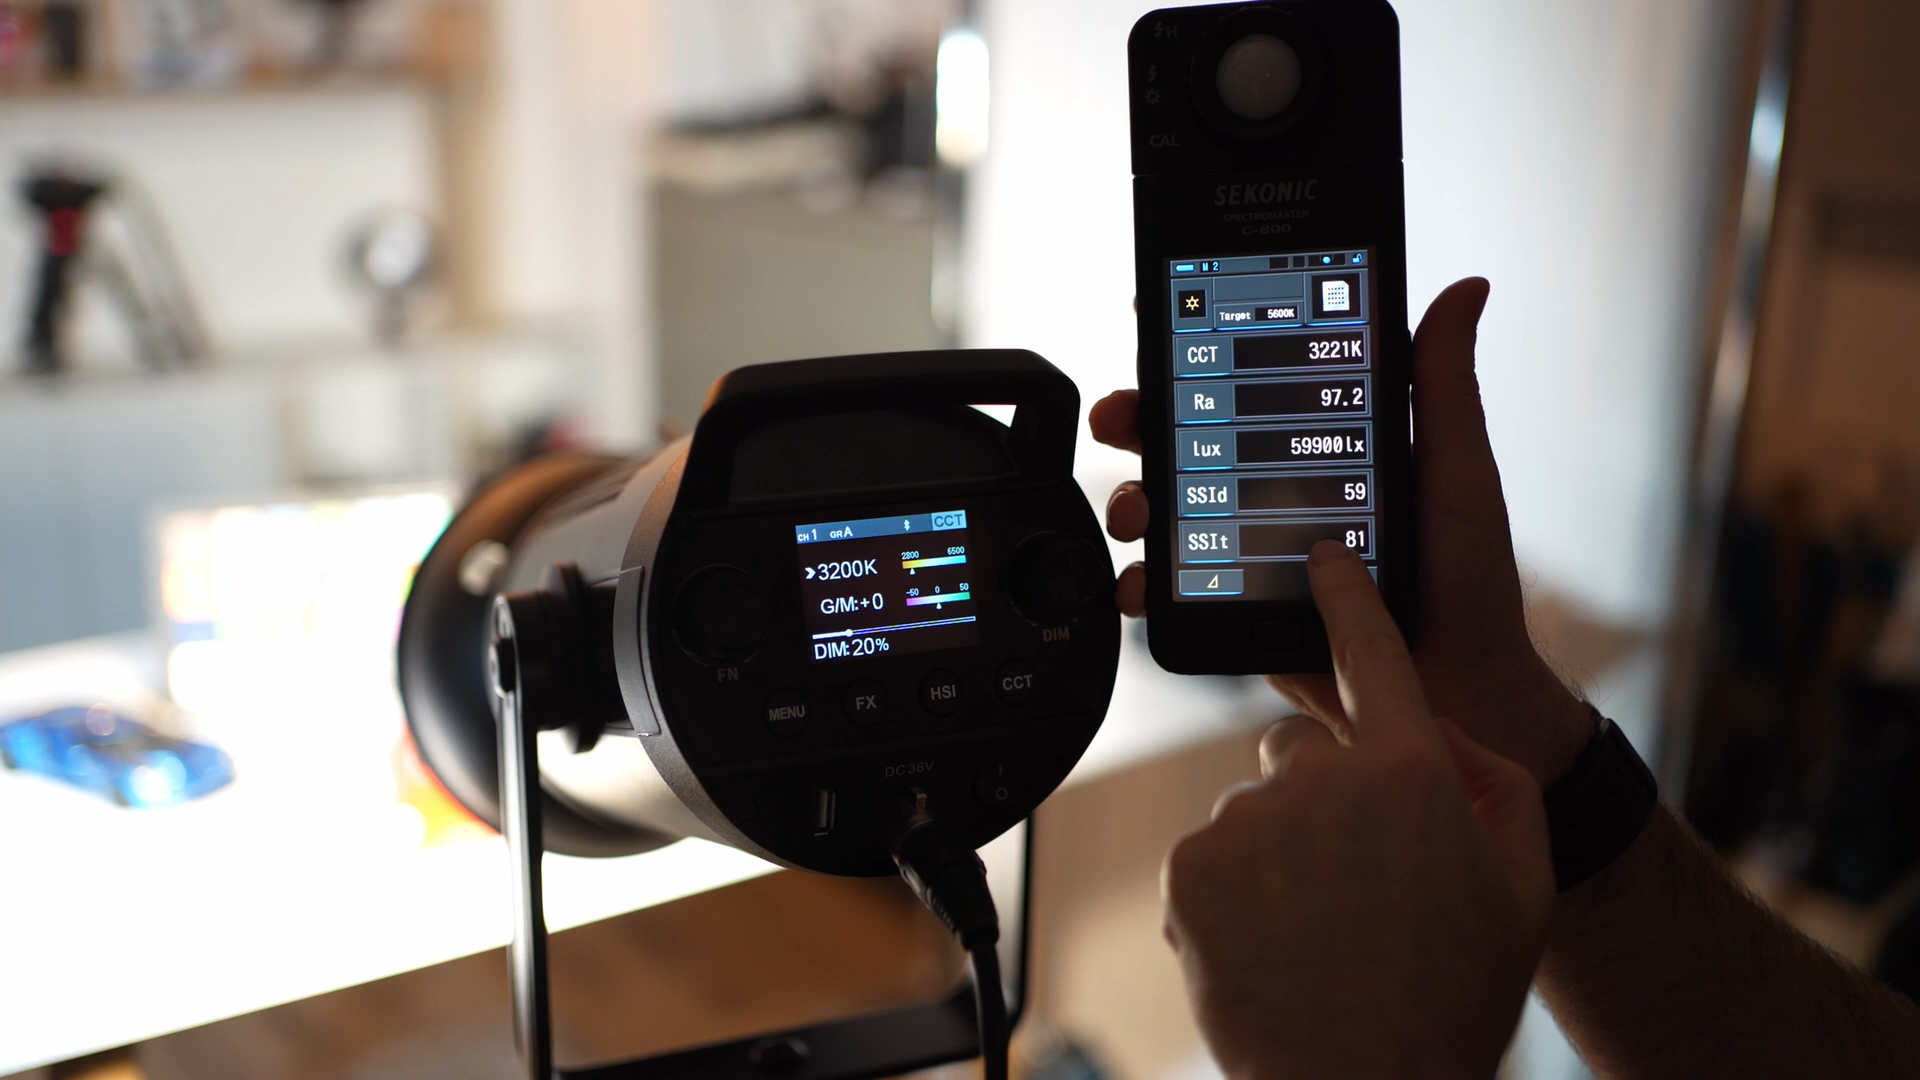 H
CAL
SEKONIC
SPECTROMASTER
C-800
M 2
Target 5600K
CCT 3221K
Ra 97.2
lux 59900lx
SSId 59
SSIt 81
CH 1 GR A CCT
3200K 2800 6500
G/M:+0 -50 0 50
DIM:20%
FN
DIM
MENU FX HSI CCT
DC 36V
I
O